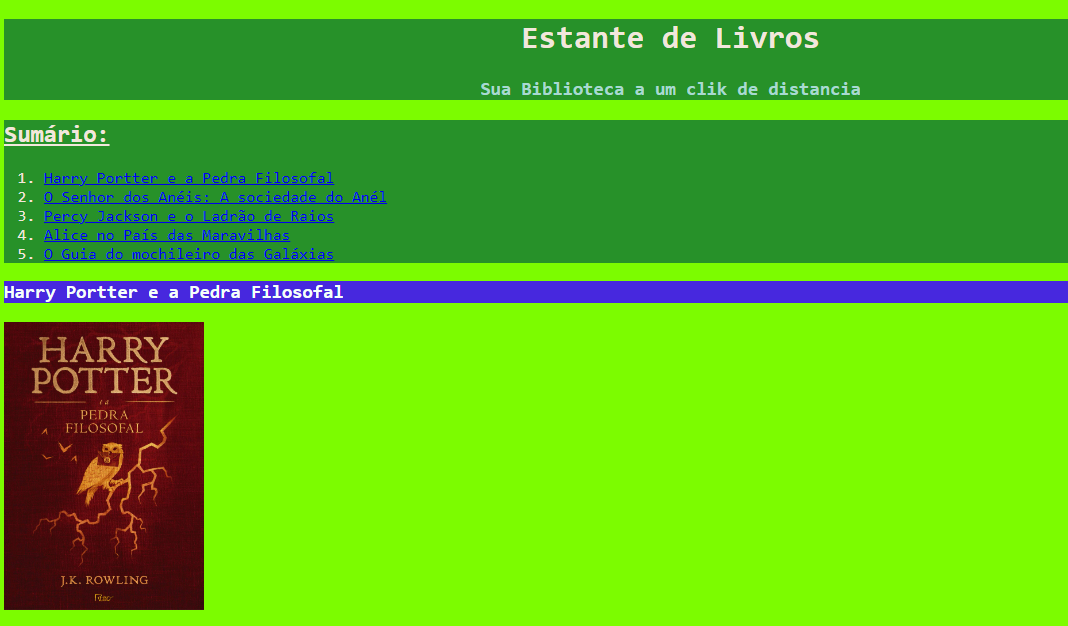 Estante de Livros
Sua Biblioteca a um clik de distancia
Sumário:
1. Harry Portter e a Pedra Filosofal
2. O Senhor dos Anéis: A sociedade do Anél
3. Percy Jackson e o Ladrão de Raios
4. Alice no País das Maravilhas
5. O Guia do mochileiro das Galáxias
Harry Portter e a Pedra Filosofal
HARRY
POTTER
e a
PEDRA
FILOSOFAL
J.K. ROWLING